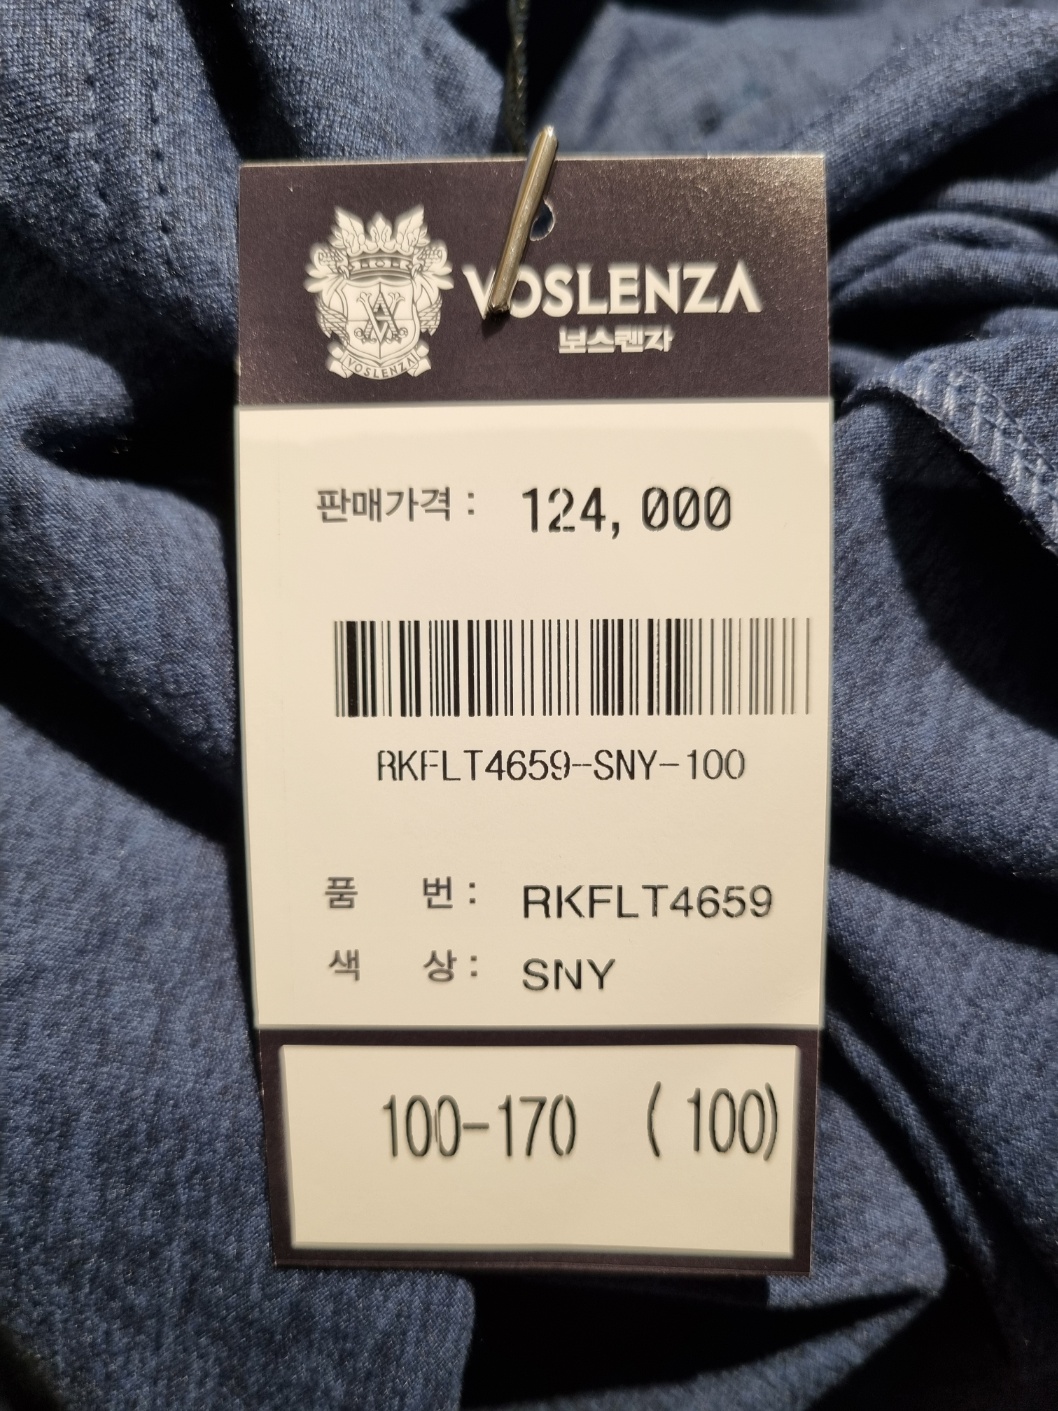 VOSLENZA
VOSLENZA
보스렌자
판매가격 : 124,000
RKFLT4659-SNY-100
품 번 : RKFLT4659
색 상 : SNY
100-170 (100)